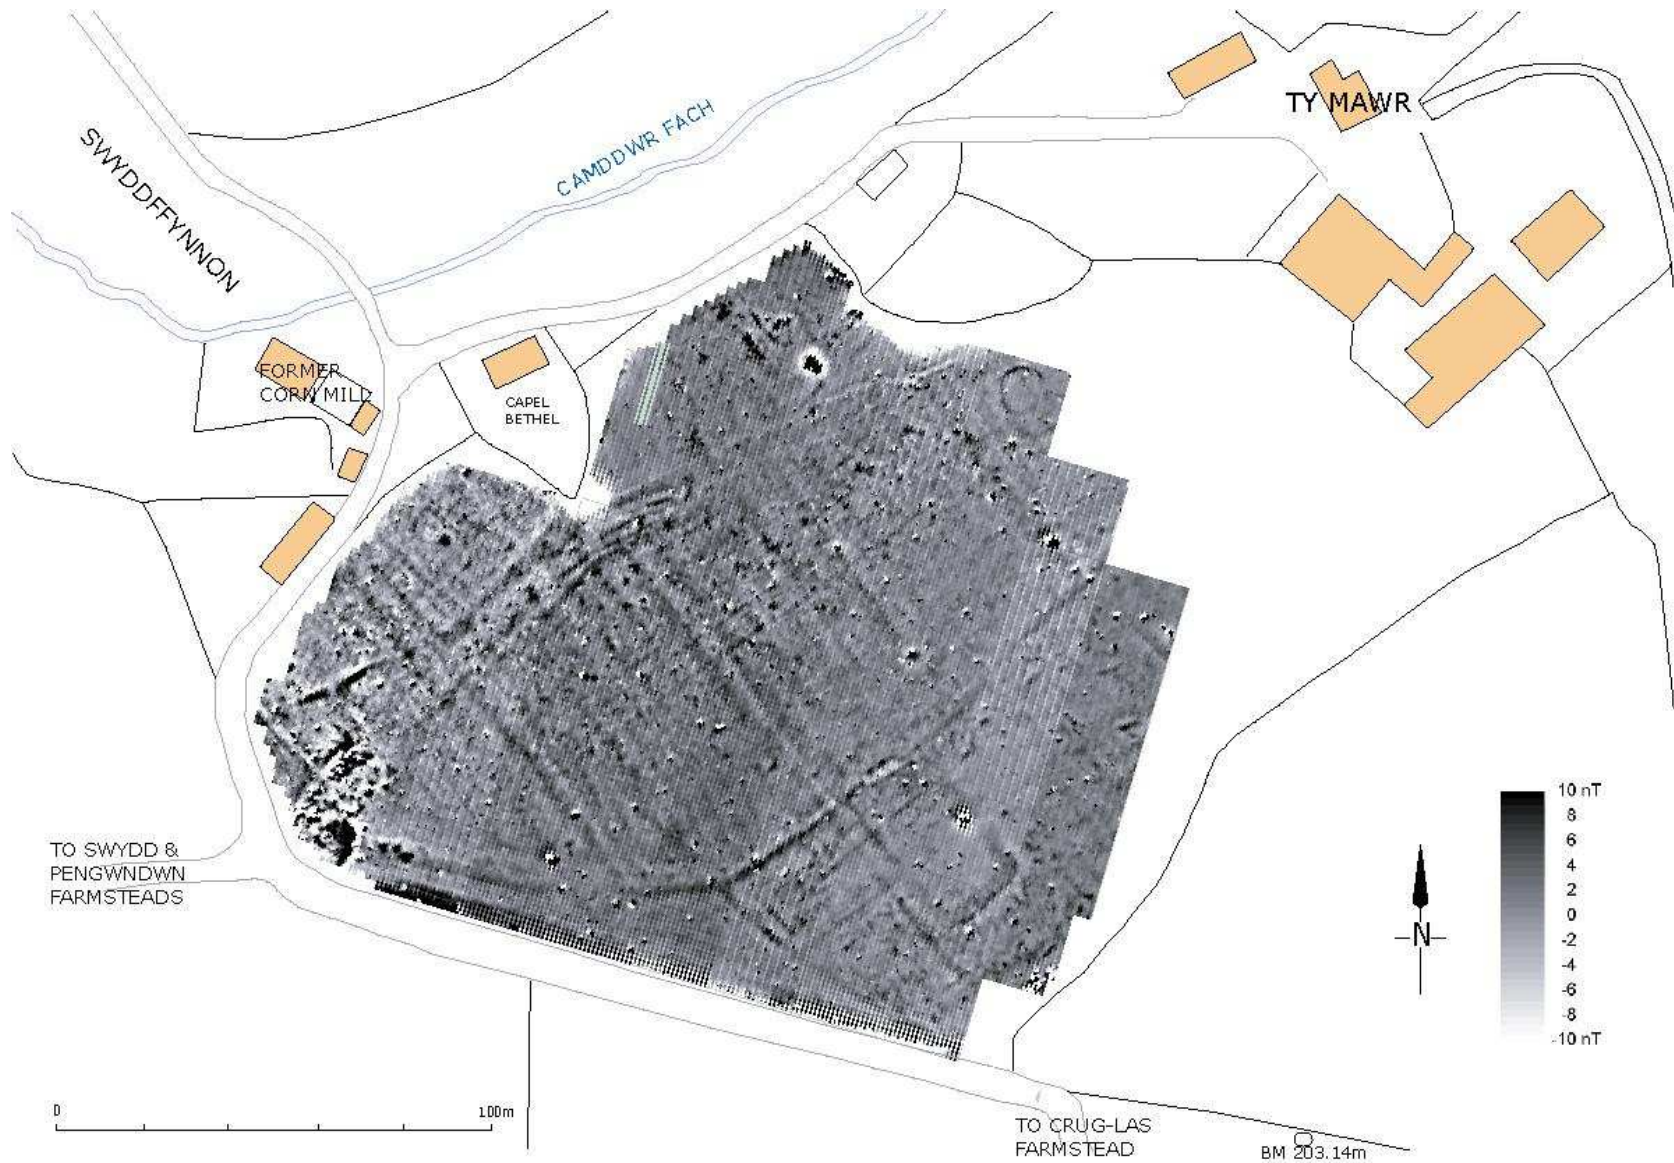 TY MAWR
CAMDDWR FACH
SWYDDFFYNNON
FORMER
CORN MILL
CAPEL
BETHEL
10 nT
8
6
4
2
0
-2
-4
-6
-8
-10 nT
TO SWYDD &
PENGWNDWN
FARMSTEADS
N
0
100m
TO CRUG-LAS
FARMSTEAD
BM 203.14m